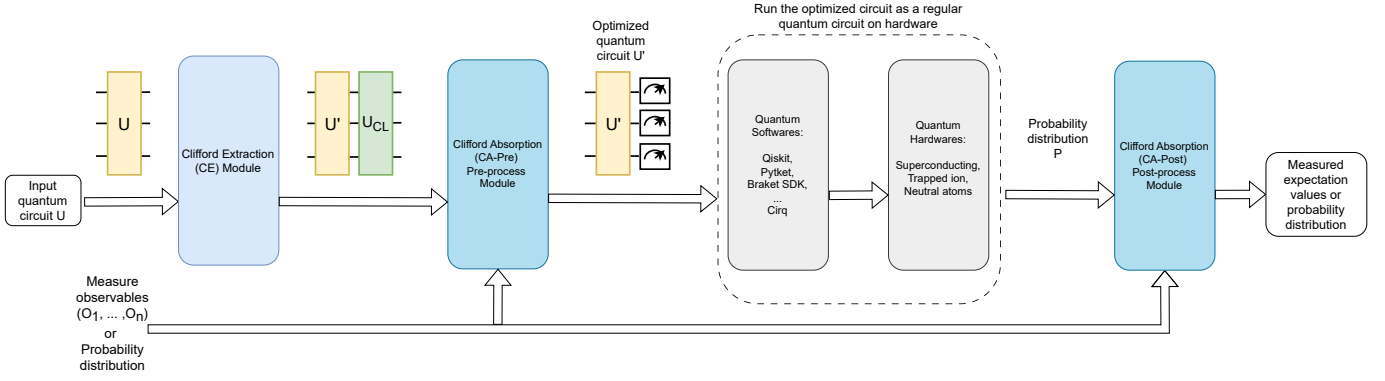 Input
quantum
circuit U
U
Clifford Extraction
(CE) Module
U'
U_CL
Clifford Absorption
(CA-Pre)
Pre-process
Module
Optimized
quantum
circuit U'
U'
Run the optimized circuit as a regular
quantum circuit on hardware
Quantum
Softwares:
Qiskit,
Pytket,
Braket SDK,
...
Cirq
Quantum
Hardwares:
Superconducting,
Trapped ion,
Neutral atoms
Probability
distribution
P
Clifford Absorption
(CA-Post)
Post-process
Module
Measured
expectation
values or
probability
distribution
Measure
observables
(O₁, ... ,Oₙ)
or
Probability
distribution